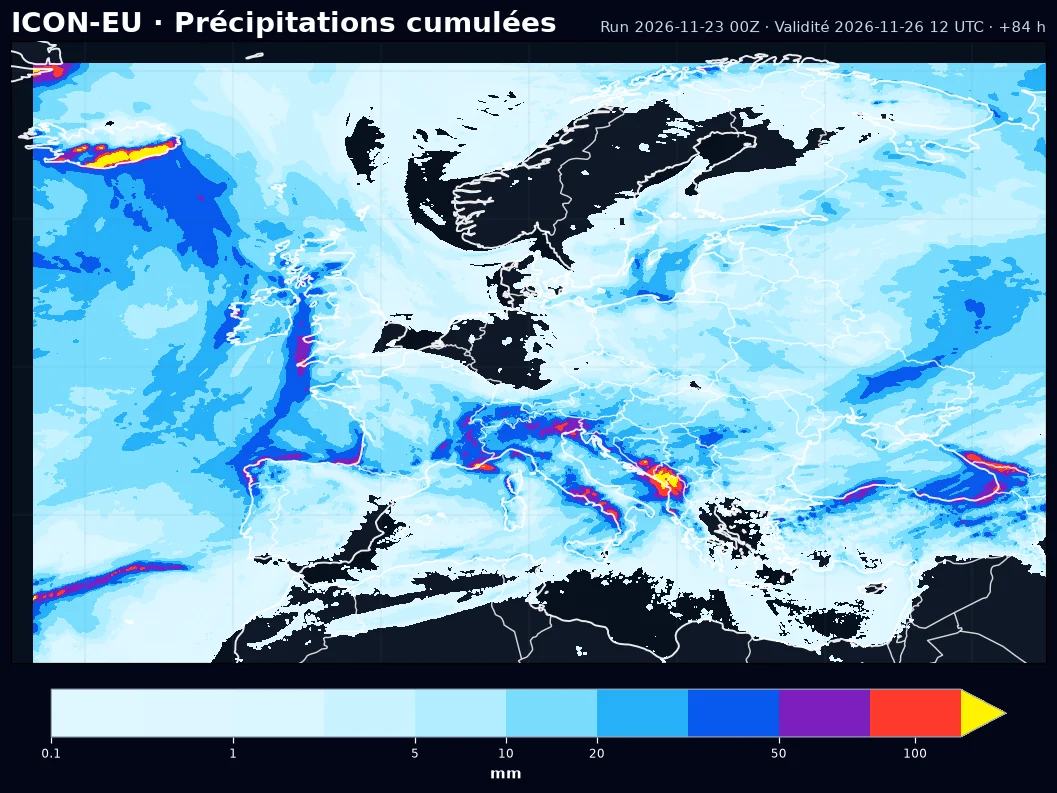 ICON-EU · Précipitations cumulées
Run 2026-11-23 00Z · Validité 2026-11-26 12 UTC · +84 h
0.1 1 5 10 20 50 100
mm